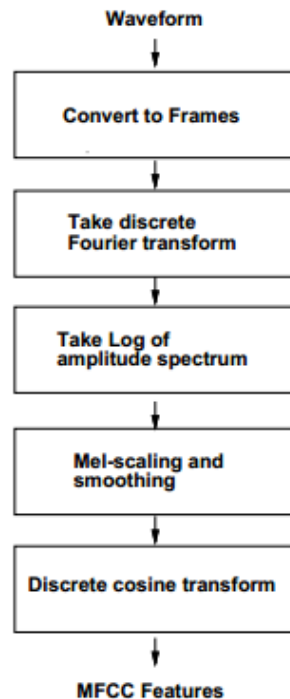 Waveform
Convert to Frames
Take discrete
Fourier transform
Take Log of
amplitude spectrum
Mel-scaling and
smoothing
Discrete cosine transform
MFCC Features